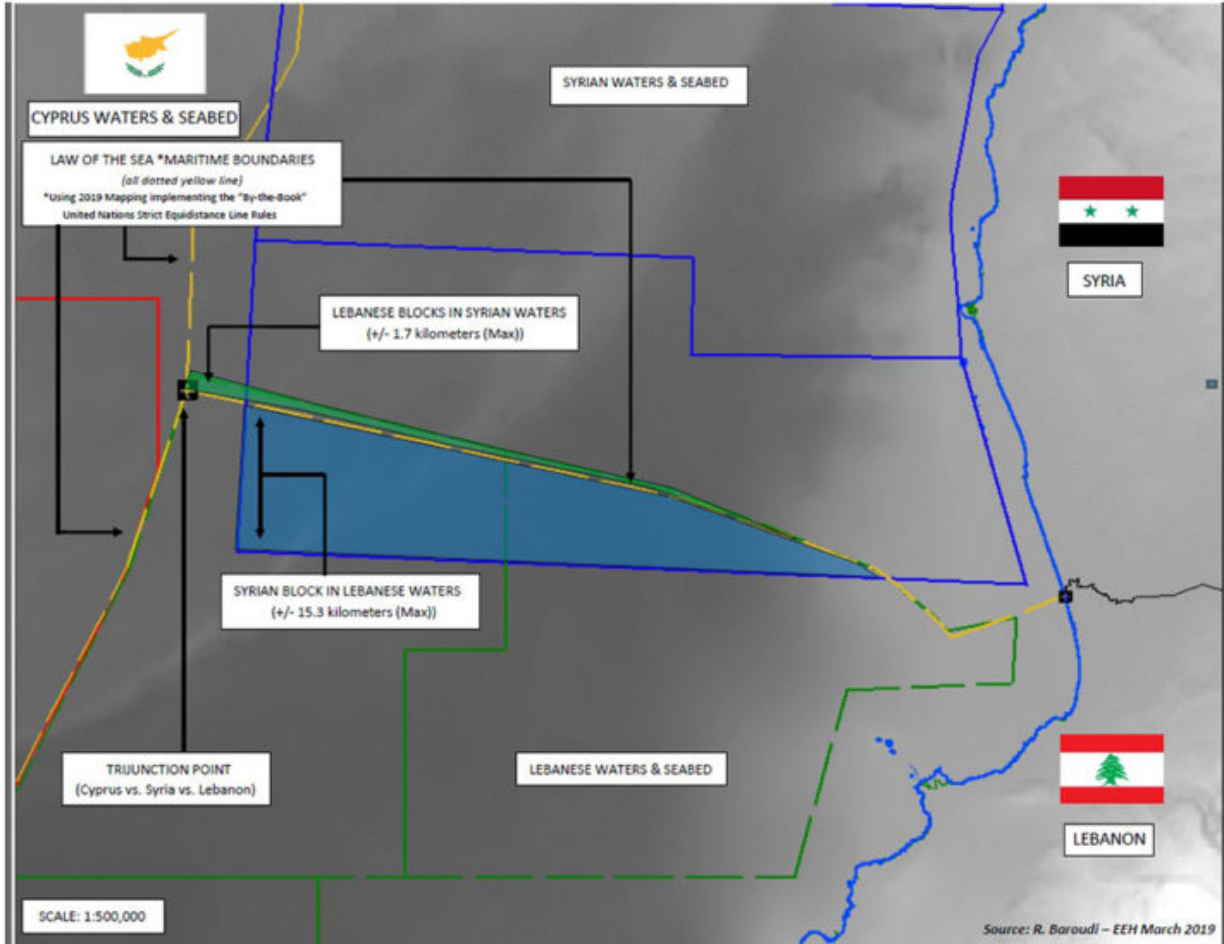 SYRIAN WATERS & SEABED
CYPRUS WATERS & SEABED
LAW OF THE SEA *MARITIME BOUNDARIES
(all dotted yellow line)
*Using 2019 Mapping implementing the "By-the-Book"
United Nations Strict Equidistance Line Rules
SYRIA
LEBANESE BLOCKS IN SYRIAN WATERS
(+/- 1.7 kilometers (Max))
SYRIAN BLOCK IN LEBANESE WATERS
(+/- 15.3 kilometers (Max))
TRIJUNCTION POINT
(Cyprus vs. Syria vs. Lebanon)
LEBANESE WATERS & SEABED
LEBANON
SCALE: 1:500,000
Source: R. Baroudi – EEH March 2019